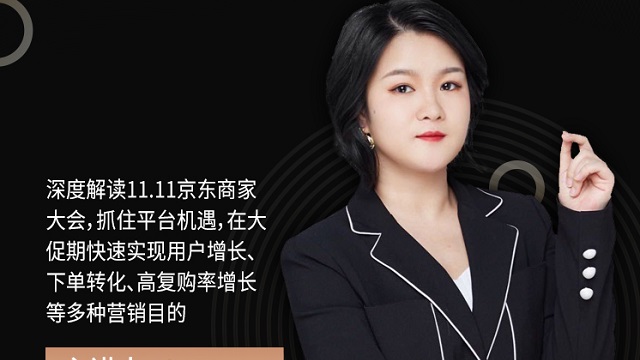 深度解读11.11京东商家
大会，抓住平台机遇，在大
促期快速实现用户增长、
下单转化、高复购率增长
等多种营销目的